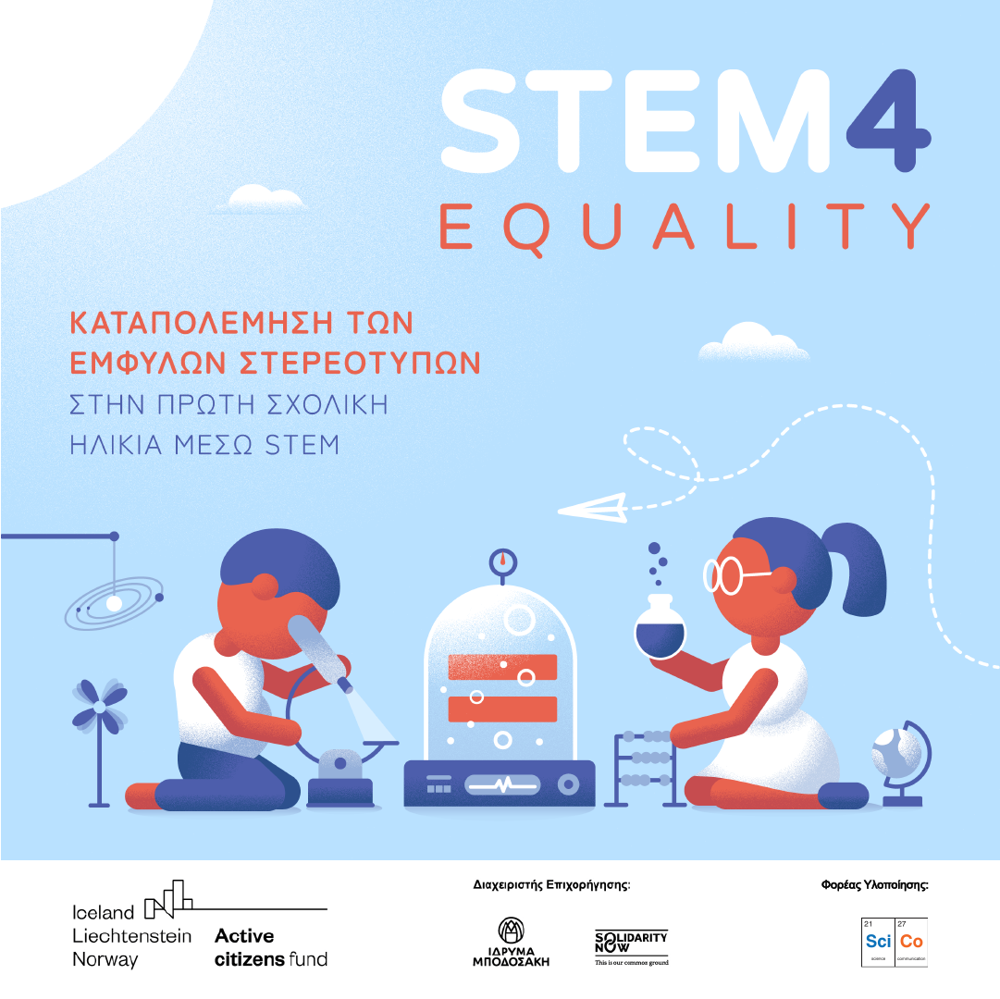 STEM4
EQUALITY
ΚΑΤΑΠΟΛΕΜΗΣΗ ΤΩΝ
ΕΜΦΥΛΩΝ ΣΤΕΡΕΟΤΥΠΩΝ
ΣΤΗΝ ΠΡΩΤΗ ΣΧΟΛΙΚΗ
ΗΛΙΚΙΑ ΜΕΣΩ STEM
Iceland
Liechtenstein
Norway
Active
citizens fund
Διαχειριστής Επιχορήγησης:
ΙΔΡΥΜΑ
ΜΠΟΔΟΣΑΚΗ
SOLIDARITY
NOW
This is our common ground
Φορέας Υλοποίησης:
21 27
Sci Co
science communication